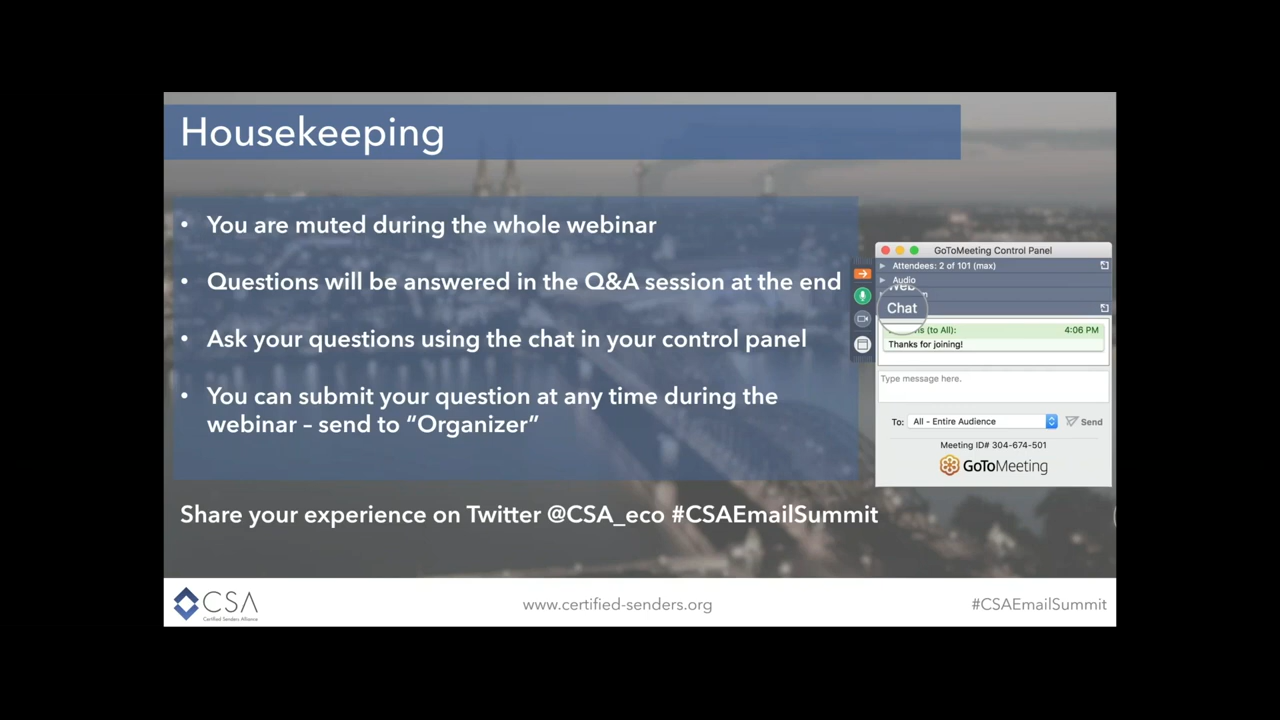 Housekeeping
• You are muted during the whole webinar
• Questions will be answered in the Q&A session at the end
• Ask your questions using the chat in your control panel
• You can submit your question at any time during the
webinar – send to “Organizer”
GoToMeeting Control Panel
Attendees: 2 of 101 (max)
Audio
Chat
(to All):
4:06 PM
Thanks for joining!
Type message here.
To: All - Entire Audience
Send
Meeting ID# 304-674-501
GoToMeeting
Share your experience on Twitter @CSA_eco #CSAEmailSummit
CSA
Certified Senders Alliance
www.certified-senders.org
#CSAEmailSummit